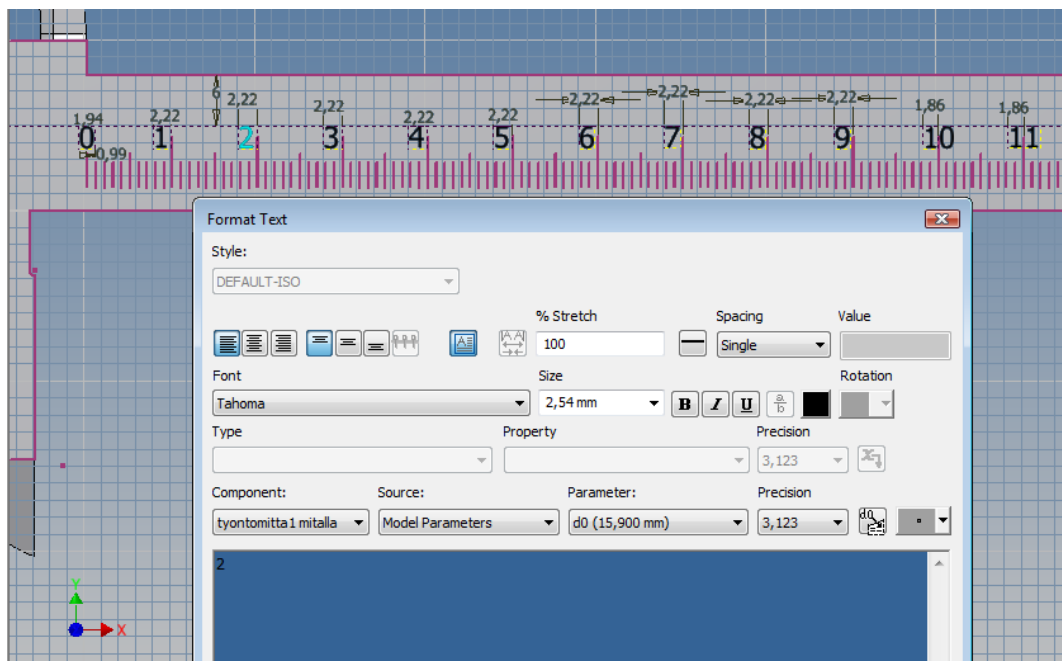 6
2,22
2,22
2,22
2,22
2,22
2,22
1,94
2,22
2,22
2,22
1,86
1,86
0
1
2
3
4
5
6
7
8
9
10
11
0,99
Format Text
Style:
DEFAULT-ISO
% Stretch
Spacing
Value
100
Single
Font
Size
Rotation
Tahoma
2,54 mm
B
I
U
a
b
Type
Property
Precision
3,123
Component:
Source:
Parameter:
Precision
tyontomitta1 mitalla
Model Parameters
d0 (15,900 mm)
3,123
d0
2
Y
X